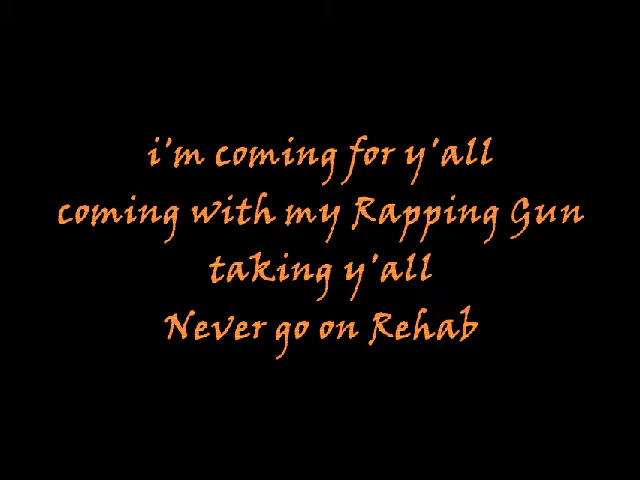 i'm coming for y'all
coming with my Rapping Gun
taking y'all
Never go on Rehab